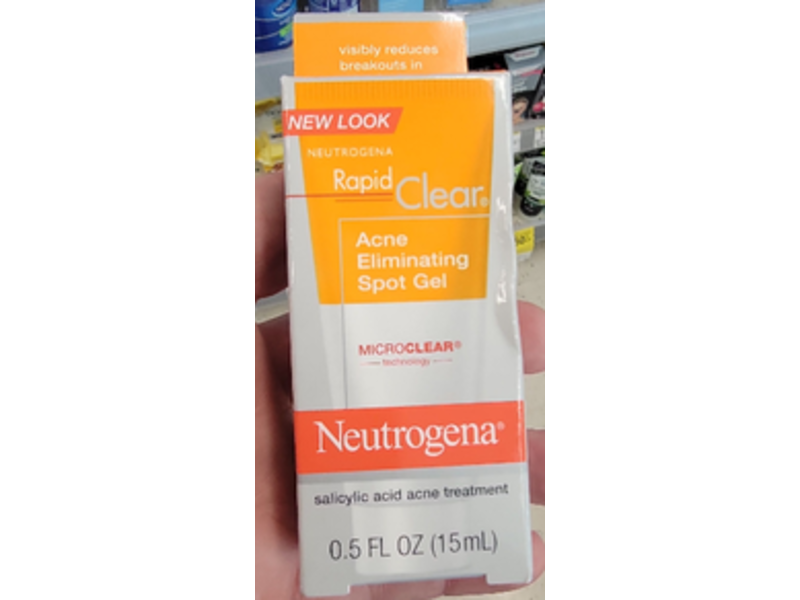 visibly reduces
breakouts in
NEW LOOK
NEUTROGENA
Rapid Clear®
Acne
Eliminating
Spot Gel
MICROCLEAR®
technology
Neutrogena®
salicylic acid acne treatment
0.5 FL OZ (15mL)